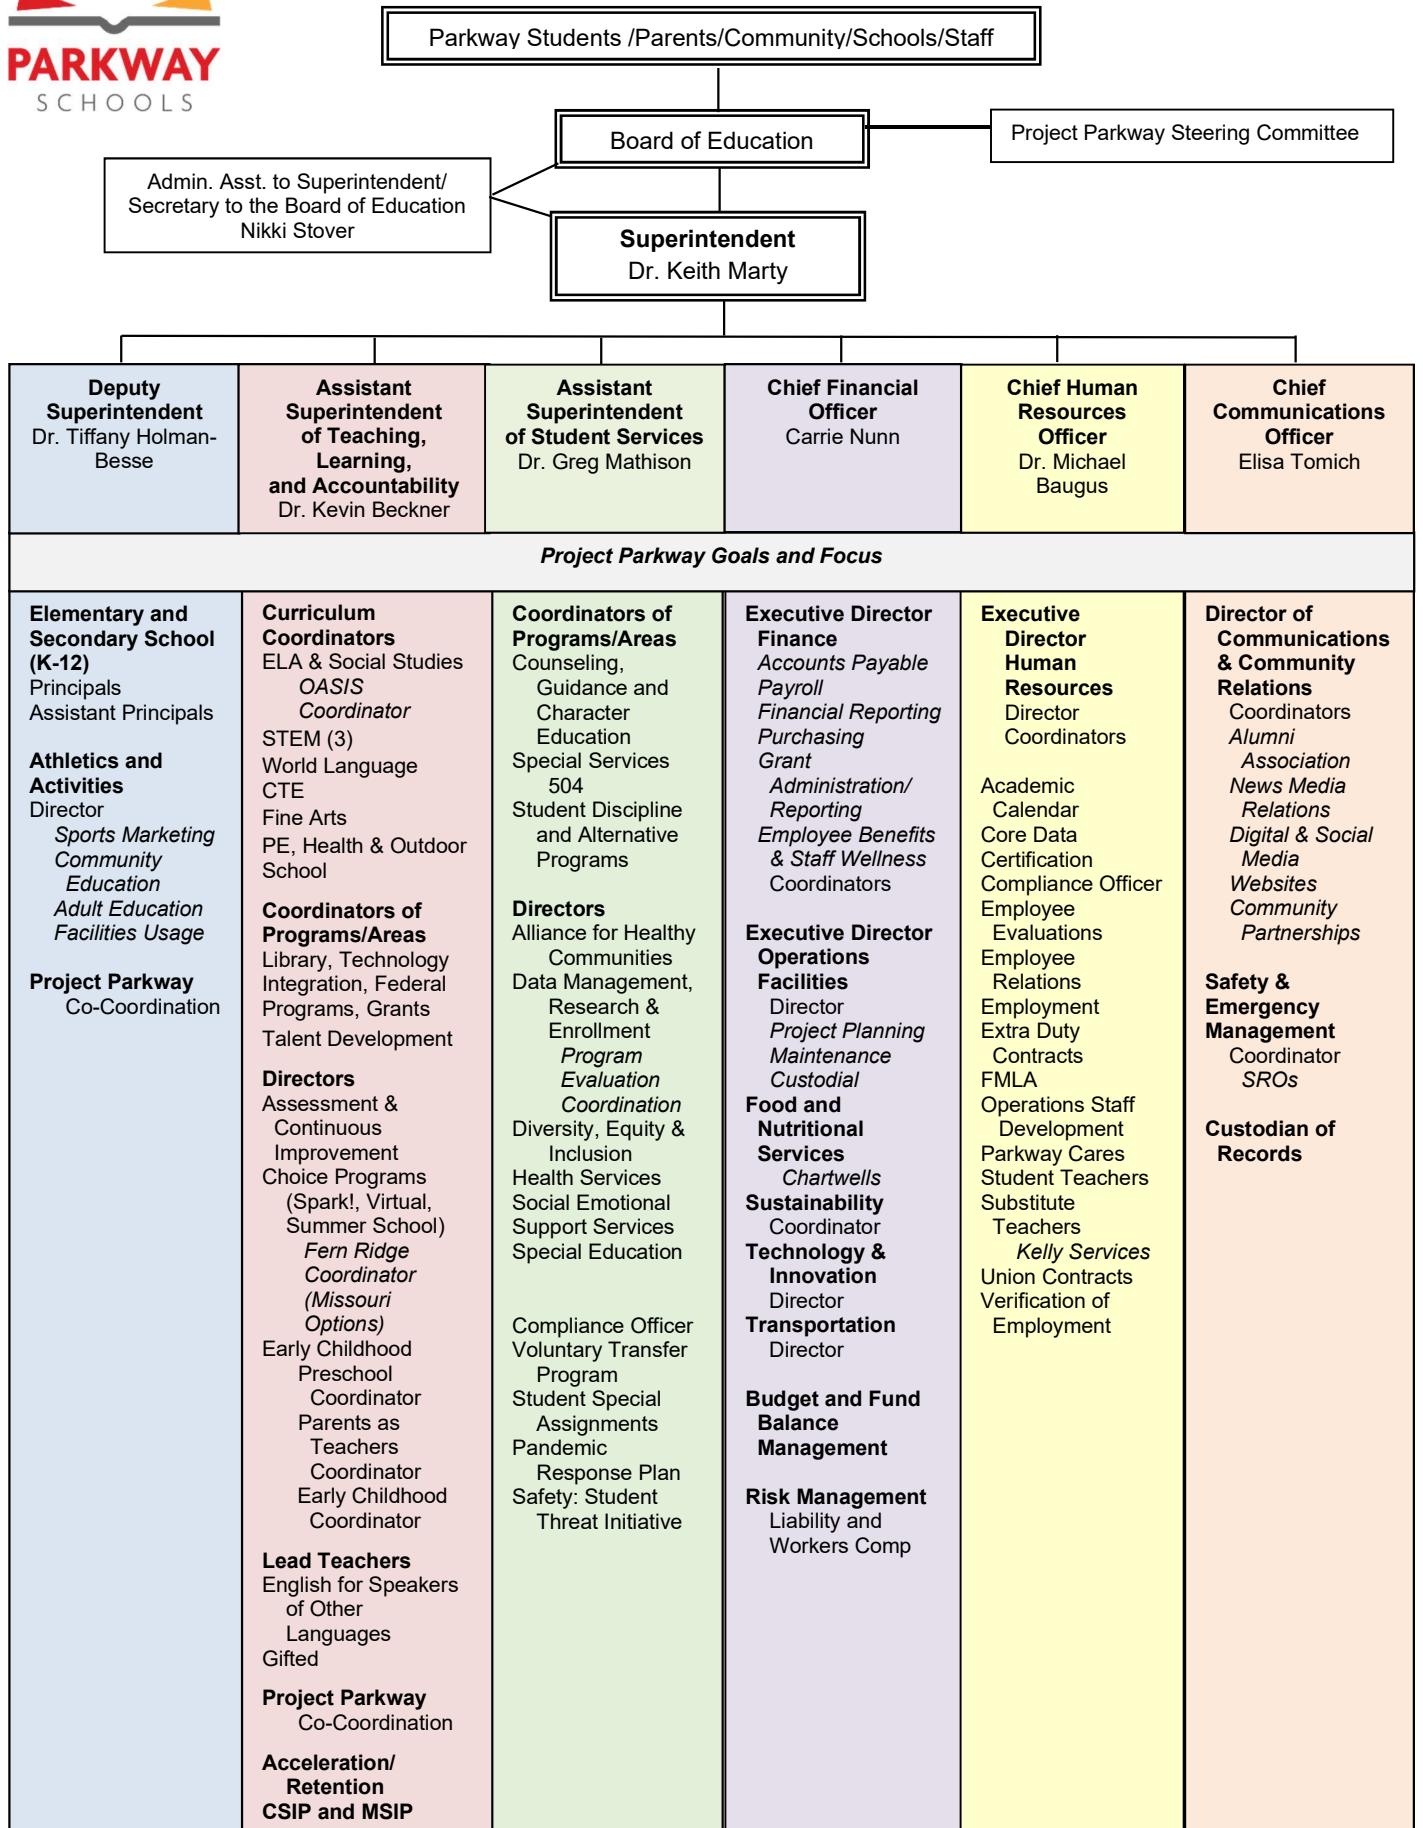 PARKWAY
SCHOOLS
Parkway Students /Parents/Community/Schools/Staff
Board of Education
Project Parkway Steering Committee
Admin. Asst. to Superintendent/
Secretary to the Board of Education
Nikki Stover
Superintendent
Dr. Keith Marty
Deputy
Superintendent
Dr. Tiffany Holman-
Besse
Assistant
Superintendent
of Teaching,
Learning,
and Accountability
Dr. Kevin Beckner
Assistant
Superintendent
of Student Services
Dr. Greg Mathison
Chief Financial
Officer
Carrie Nunn
Chief Human
Resources
Officer
Dr. Michael
Baugus
Chief
Communications
Officer
Elisa Tomich
Project Parkway Goals and Focus
Elementary and
Secondary School
(K-12)
Principals
Assistant Principals
Athletics and
Activities
Director
Sports Marketing
Community
Education
Adult Education
Facilities Usage
Project Parkway
Co-Coordination
Curriculum
Coordinators
ELA & Social Studies
OASIS
Coordinator
STEM (3)
World Language
CTE
Fine Arts
PE, Health & Outdoor
School
Coordinators of
Programs/Areas
Library, Technology
Integration, Federal
Programs, Grants
Talent Development
Directors
Assessment &
Continuous
Improvement
Choice Programs
(Spark!, Virtual,
Summer School)
Fern Ridge
Coordinator
(Missouri
Options)
Early Childhood
Preschool
Coordinator
Parents as
Teachers
Coordinator
Early Childhood
Coordinator
Lead Teachers
English for Speakers
of Other
Languages
Gifted
Project Parkway
Co-Coordination
Acceleration/
Retention
CSIP and MSIP
Coordinators of
Programs/Areas
Counseling,
Guidance and
Character
Education
Special Services
504
Student Discipline
and Alternative
Programs
Directors
Alliance for Healthy
Communities
Data Management,
Research &
Enrollment
Program
Evaluation
Coordination
Diversity, Equity &
Inclusion
Health Services
Social Emotional
Support Services
Special Education
Compliance Officer
Voluntary Transfer
Program
Student Special
Assignments
Pandemic
Response Plan
Safety: Student
Threat Initiative
Executive Director
Finance
Accounts Payable
Payroll
Financial Reporting
Purchasing
Grant
Administration/
Reporting
Employee Benefits
& Staff Wellness
Coordinators
Executive Director
Operations
Facilities
Director
Project Planning
Maintenance
Custodial
Food and
Nutritional
Services
Chartwells
Sustainability
Coordinator
Technology &
Innovation
Director
Transportation
Director
Budget and Fund
Balance
Management
Risk Management
Liability and
Workers Comp
Executive
Director
Human
Resources
Director
Coordinators
Academic
Calendar
Core Data
Certification
Compliance Officer
Employee
Evaluations
Employee
Relations
Employment
Extra Duty
Contracts
FMLA
Operations Staff
Development
Parkway Cares
Student Teachers
Substitute
Teachers
Kelly Services
Union Contracts
Verification of
Employment
Director of
Communications
& Community
Relations
Coordinators
Alumni
Association
News Media
Relations
Digital & Social
Media
Websites
Community
Partnerships
Safety &
Emergency
Management
Coordinator
SROs
Custodian of
Records